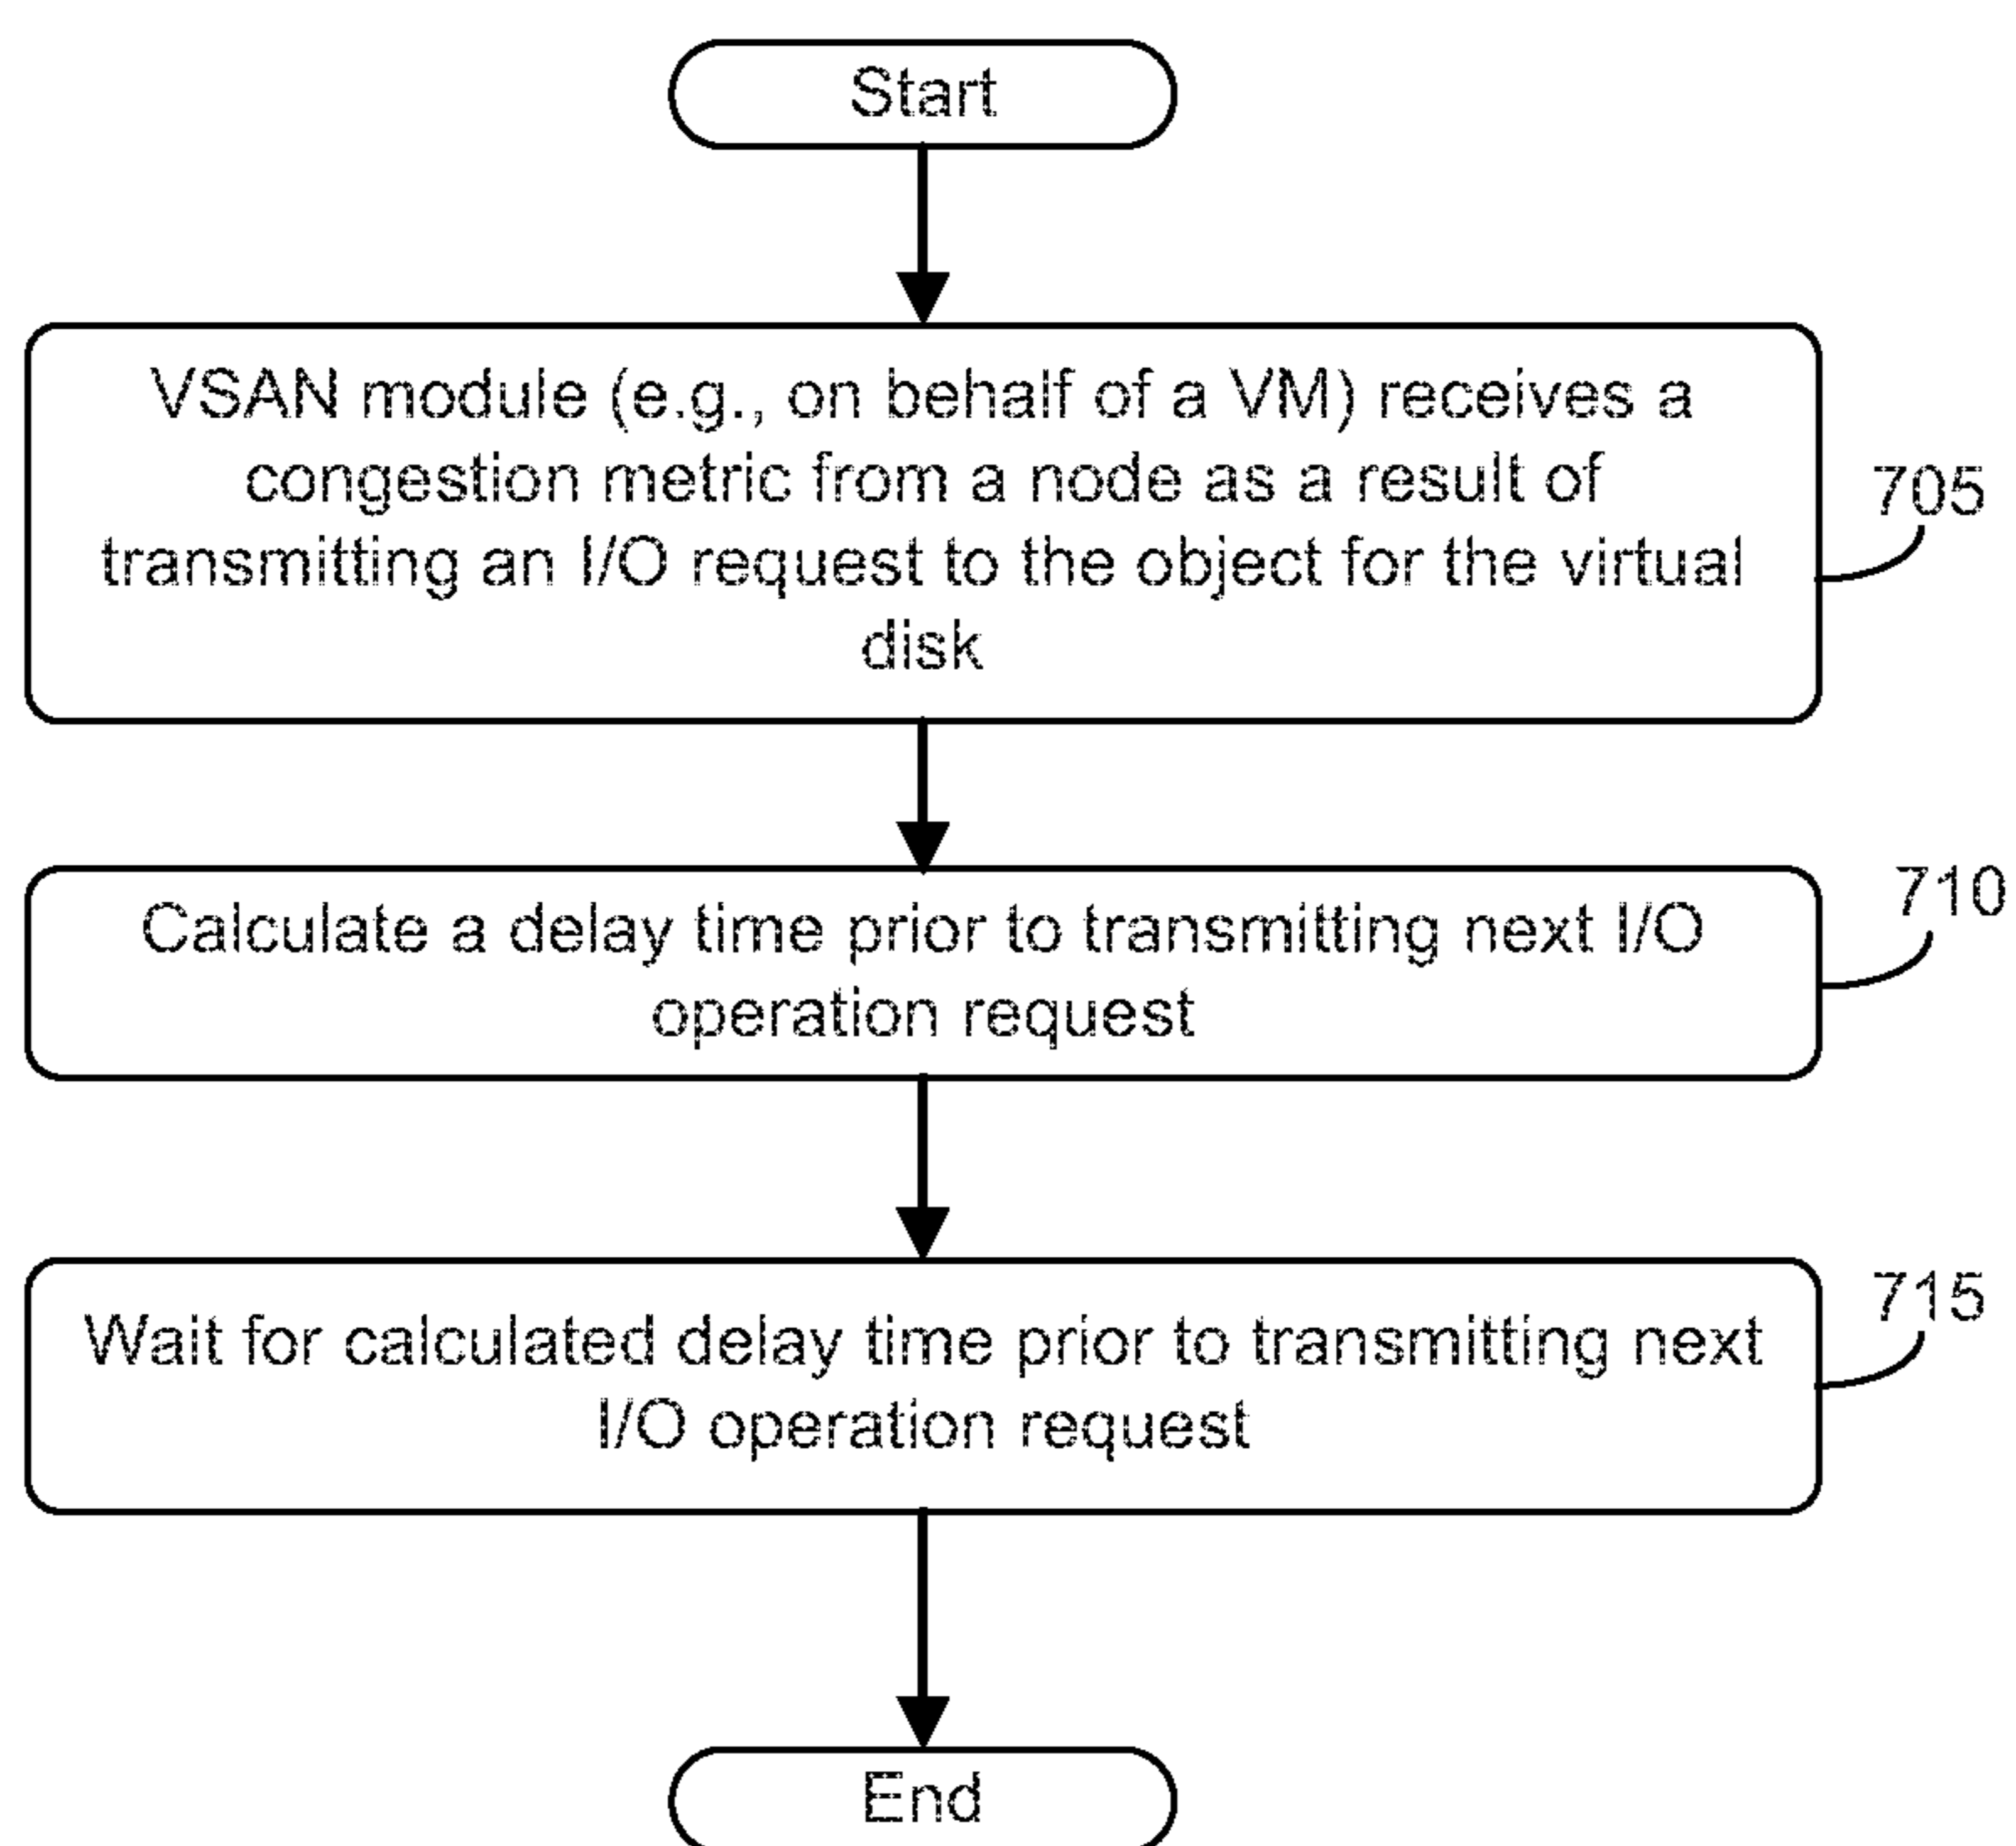 Start
VSAN module (e.g., on behalf of a VM) receives a
congestion metric from a node as a result of
transmitting an I/O request to the object for the virtual
disk
705
Calculate a delay time prior to transmitting next I/O
operation request
710
Wait for calculated delay time prior to transmitting next
I/O operation request
715
End